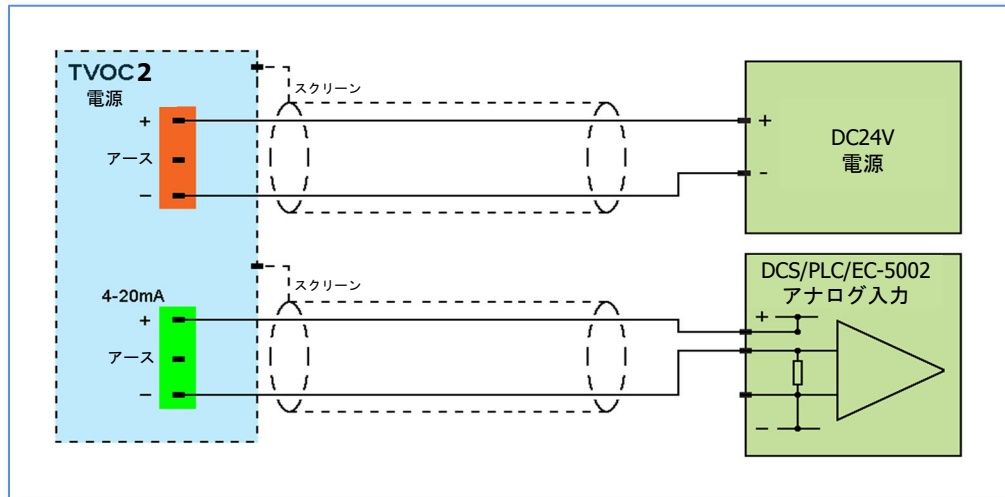 TVOC2
電源
+
アース
−
スクリーン
+
-
DC24V
電源
4-20mA
+
アース
−
スクリーン
DCS/PLC/EC-5002
アナログ入力
+
−